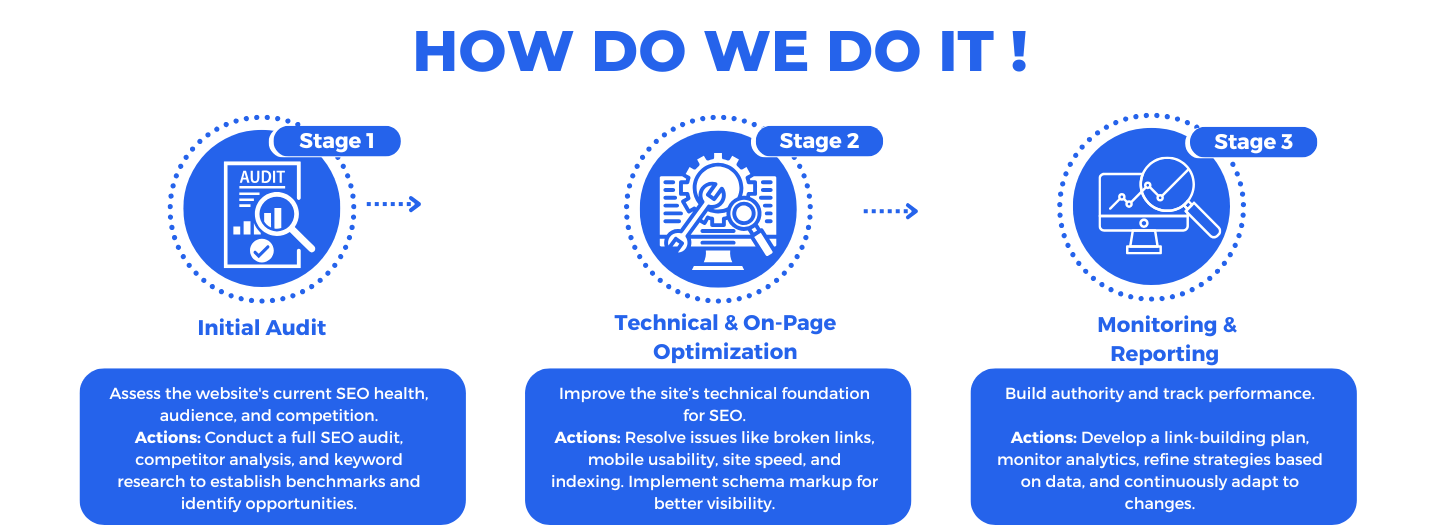 HOW DO WE DO IT !
Stage 1
AUDIT
Initial Audit
Assess the website's current SEO health,
audience, and competition.
Actions: Conduct a full SEO audit,
competitor analysis, and keyword
research to establish benchmarks and
identify opportunities.
Stage 2
Technical & On-Page
Optimization
Improve the site’s technical foundation
for SEO.
Actions: Resolve issues like broken links,
mobile usability, site speed, and
indexing. Implement schema markup for
better visibility.
Stage 3
Monitoring &
Reporting
Build authority and track performance.
Actions: Develop a link-building plan,
monitor analytics, refine strategies based
on data, and continuously adapt to
changes.